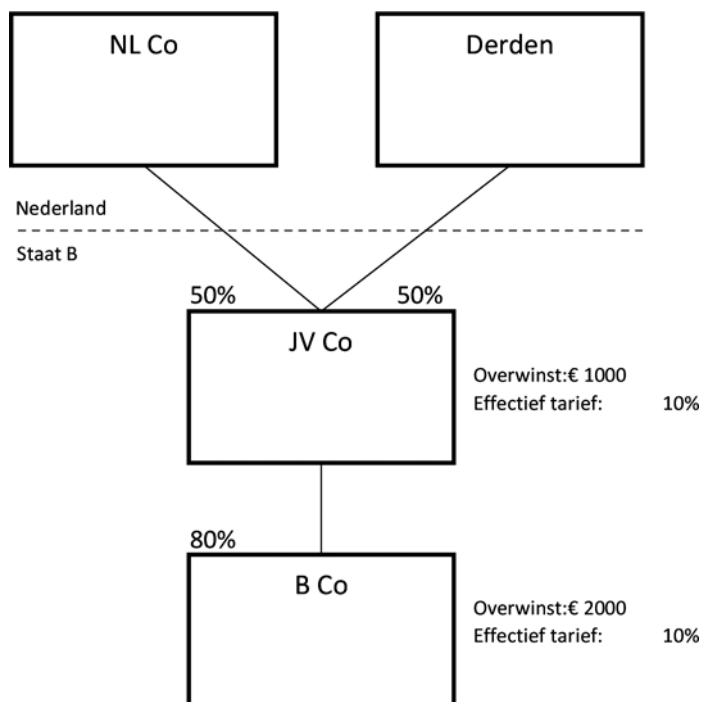 NL Co
Derden
Nederland
Staat B
50%
50%
JV Co
Overwinst:€ 1000
Effectief tarief: 10%
80%
B Co
Overwinst:€ 2000
Effectief tarief: 10%